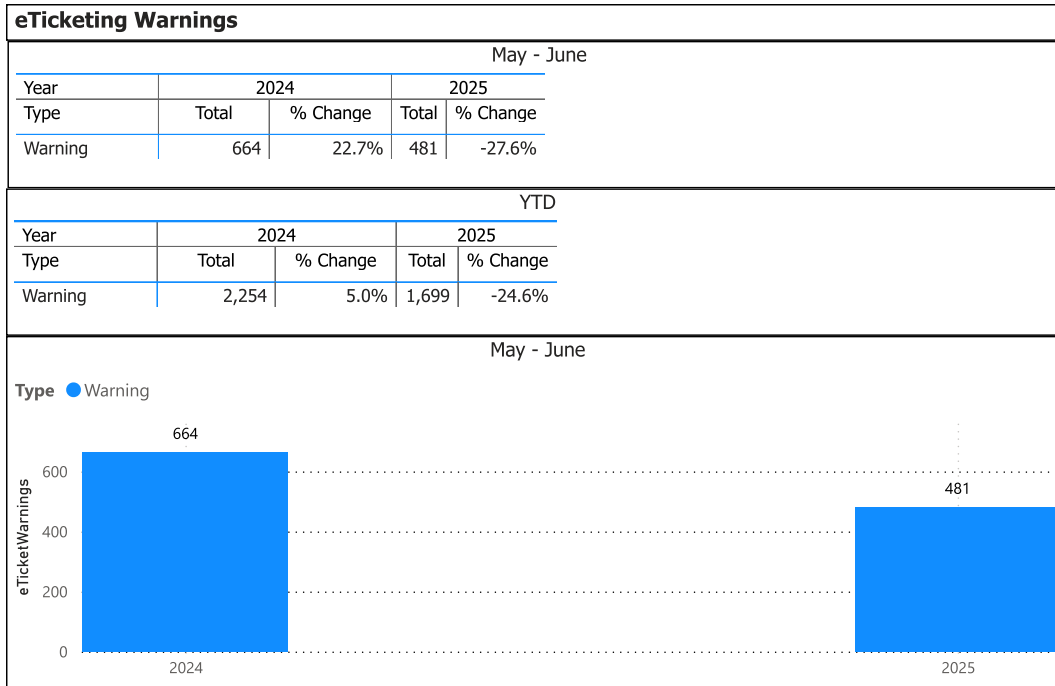 eTicketing Warnings
May - June
Year 2024 2025
Type Total % Change Total % Change
Warning 664 22.7% 481 -27.6%
YTD
Year 2024 2025
Type Total % Change Total % Change
Warning 2,254 5.0% 1,699 -24.6%
May - June
Type Warning
664
481
eTicketWarnings
600
400
200
0
2024 2025